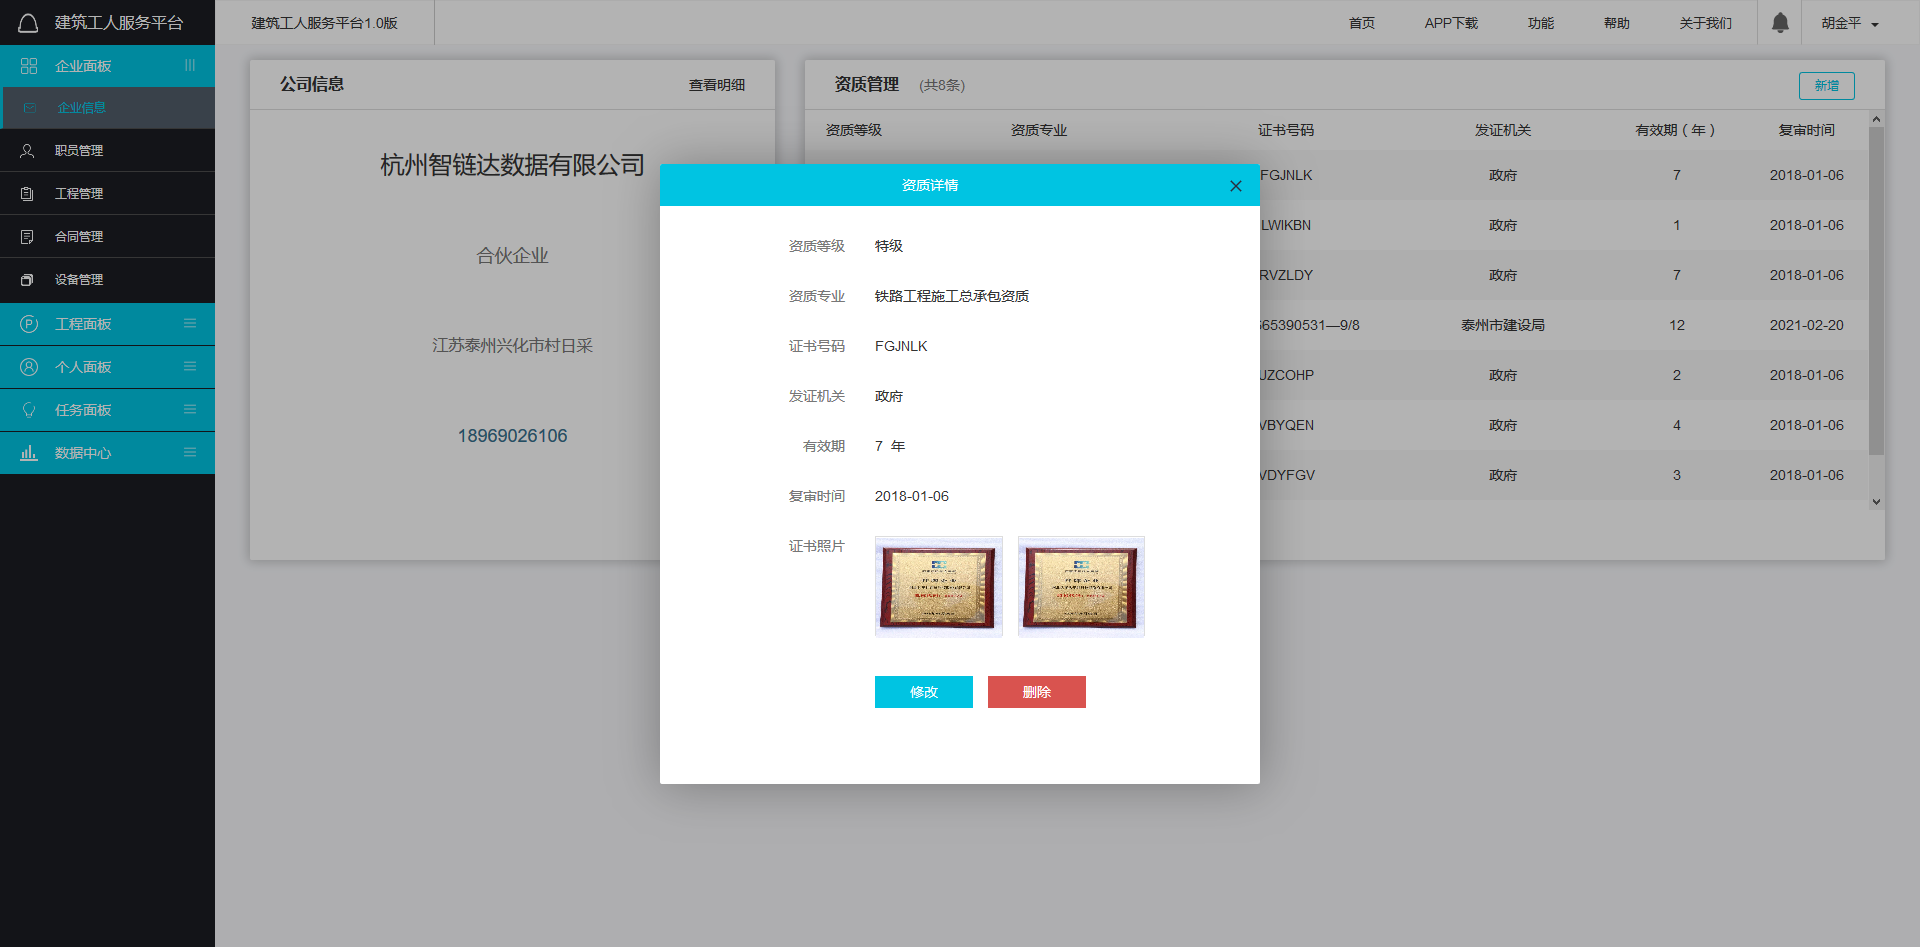 建筑工人服务平台
建筑工人服务平台1.0版
首页
APP下载
功能
帮助
关于我们
胡金平
企业面板
企业信息
职员管理
工程管理
合同管理
设备管理
工程面板
个人面板
任务面板
数据中心
公司信息
查看明细
杭州智链达数据有限公司
合伙企业
江苏泰州兴化市村日采
18969026106
资质管理 (共8条)
新增
资质等级 资质专业 证书号码 发证机关 有效期（年） 复审时间
FGJNLK 政府 7 2018-01-06
LWIKBN 政府 1 2018-01-06
RVZLDY 政府 7 2018-01-06
65390531—9/8 泰州市建设局 12 2021-02-20
UZCOHP 政府 2 2018-01-06
VBYQEN 政府 4 2018-01-06
VDYFGV 政府 3 2018-01-06
资质详情
资质等级 特级
资质专业 铁路工程施工总承包资质
证书号码 FGJNLK
发证机关 政府
有效期 7 年
复审时间 2018-01-06
证书照片
修改
删除